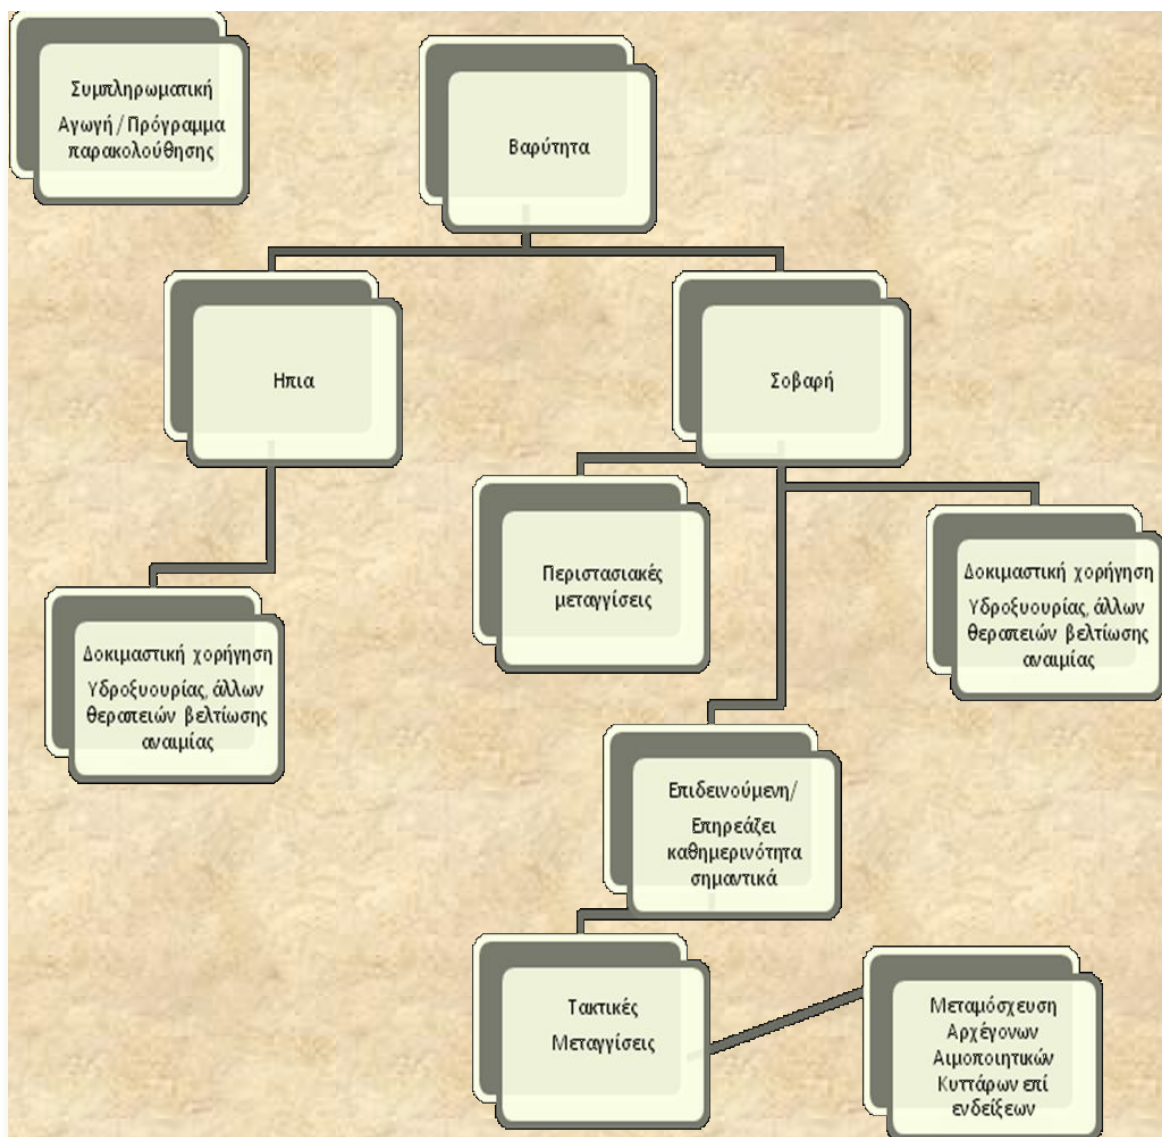 Συμπληρωματική
Αγωγή / Πρόγραμμα
παρακολούθησης
Βαρύτητα
Ηπια
Σοβαρή
Περιστασιακές
μεταγγίσεις
Δοκιμαστική χορήγηση
Υδροξυουρίας, άλλων
θεραπειών βελτίωσης
αναιμίας
Δοκιμαστική χορήγηση
Υδροξυουρίας, άλλων
θεραπειών βελτίωσης
αναιμίας
Επιδεινούμενη/
Επηρεάζει
καθημερινότητα
σημαντικά
Τακτικές
Μεταγγίσεις
Μεταμόσχευση
Αρχέγονων
Αιμοποιητικών
Κυττάρων επί
ενδείξεων